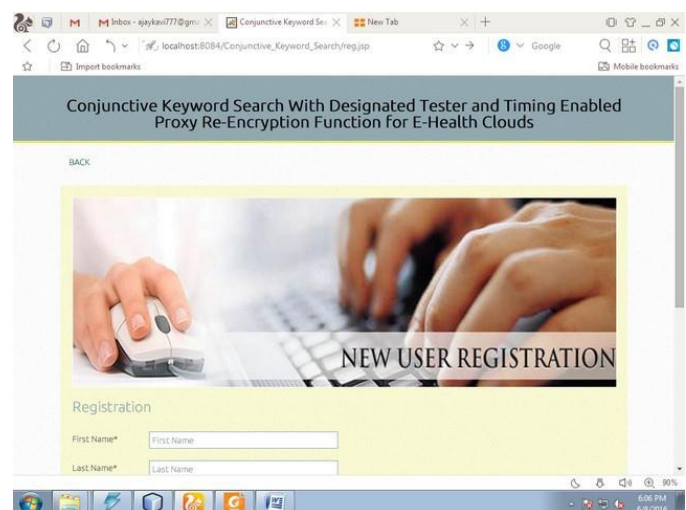 M Inbox - ajaykavi777@gma
Conjunctive Keyword Se
New Tab
localhost:8084/Conjunctive_Keyword_Search/reg.jsp
Google
Import bookmarks
Mobile bookmarks
Conjunctive Keyword Search With Designated Tester and Timing Enabled
Proxy Re-Encryption Function for E-Health Clouds
BACK
NEW USER REGISTRATION
Registration
First Name*
First Name
Last Name*
Last Name
90%
6:06 PM